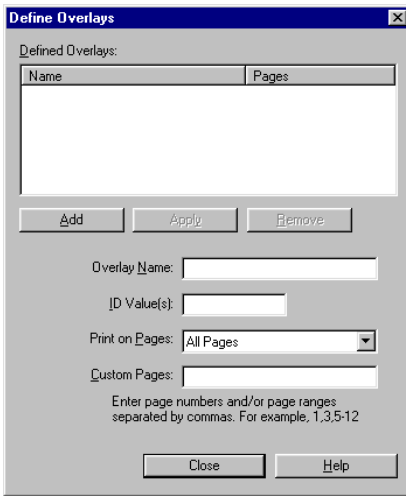 Define Overlays
Defined Overlays:
Name Pages
Add Apply Remove
Overlay Name:
ID Value(s):
Print on Pages: All Pages
Custom Pages:
Enter page numbers and/or page ranges
separated by commas. For example, 1,3,5-12
Close Help